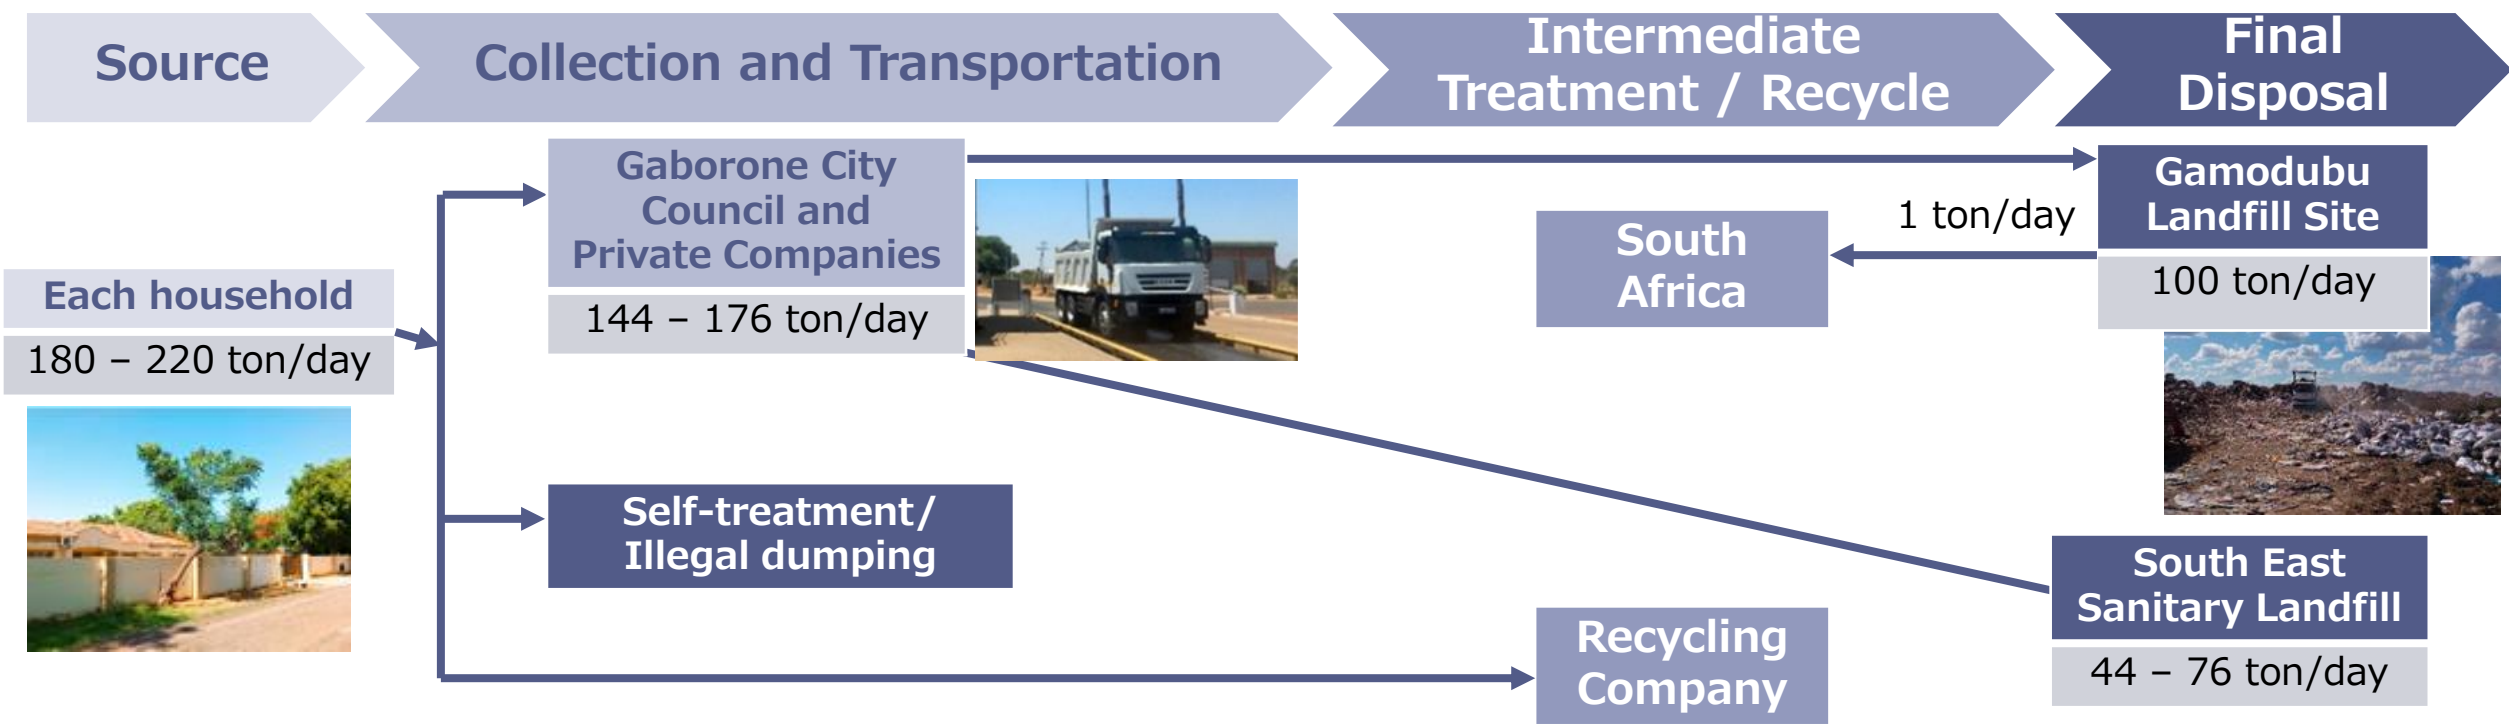 Source
Collection and Transportation
Intermediate
Treatment / Recycle
Final
Disposal
Each household
180 – 220 ton/day
Gaborone City
Council and
Private Companies
144 – 176 ton/day
Self-treatment/
Illegal dumping
South
Africa
1 ton/day
Recycling
Company
Gamodubu
Landfill Site
100 ton/day
South East
Sanitary Landfill
44 – 76 ton/day